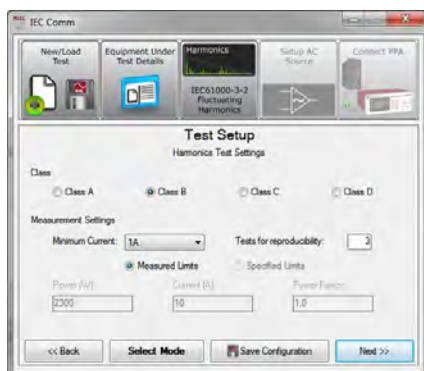 IEC Comm
New/Load
Test
Equipment Under
Test Details
Harmonics
IEC61000-3-2
Fluctuating
Harmonics
Setup AC
Source
Connect PPA
Test Setup
Harmonics Test Settings
Class
Class A
Class B
Class C
Class D
Measurement Settings
Minimum Current: 1A
Tests for reproducibility: 3
Measured Limits
Specified Limits
Power (W)
Current (A)
Power Factor
2300
10
1.0
<< Back
Select Mode
Save Configuration
Next >>